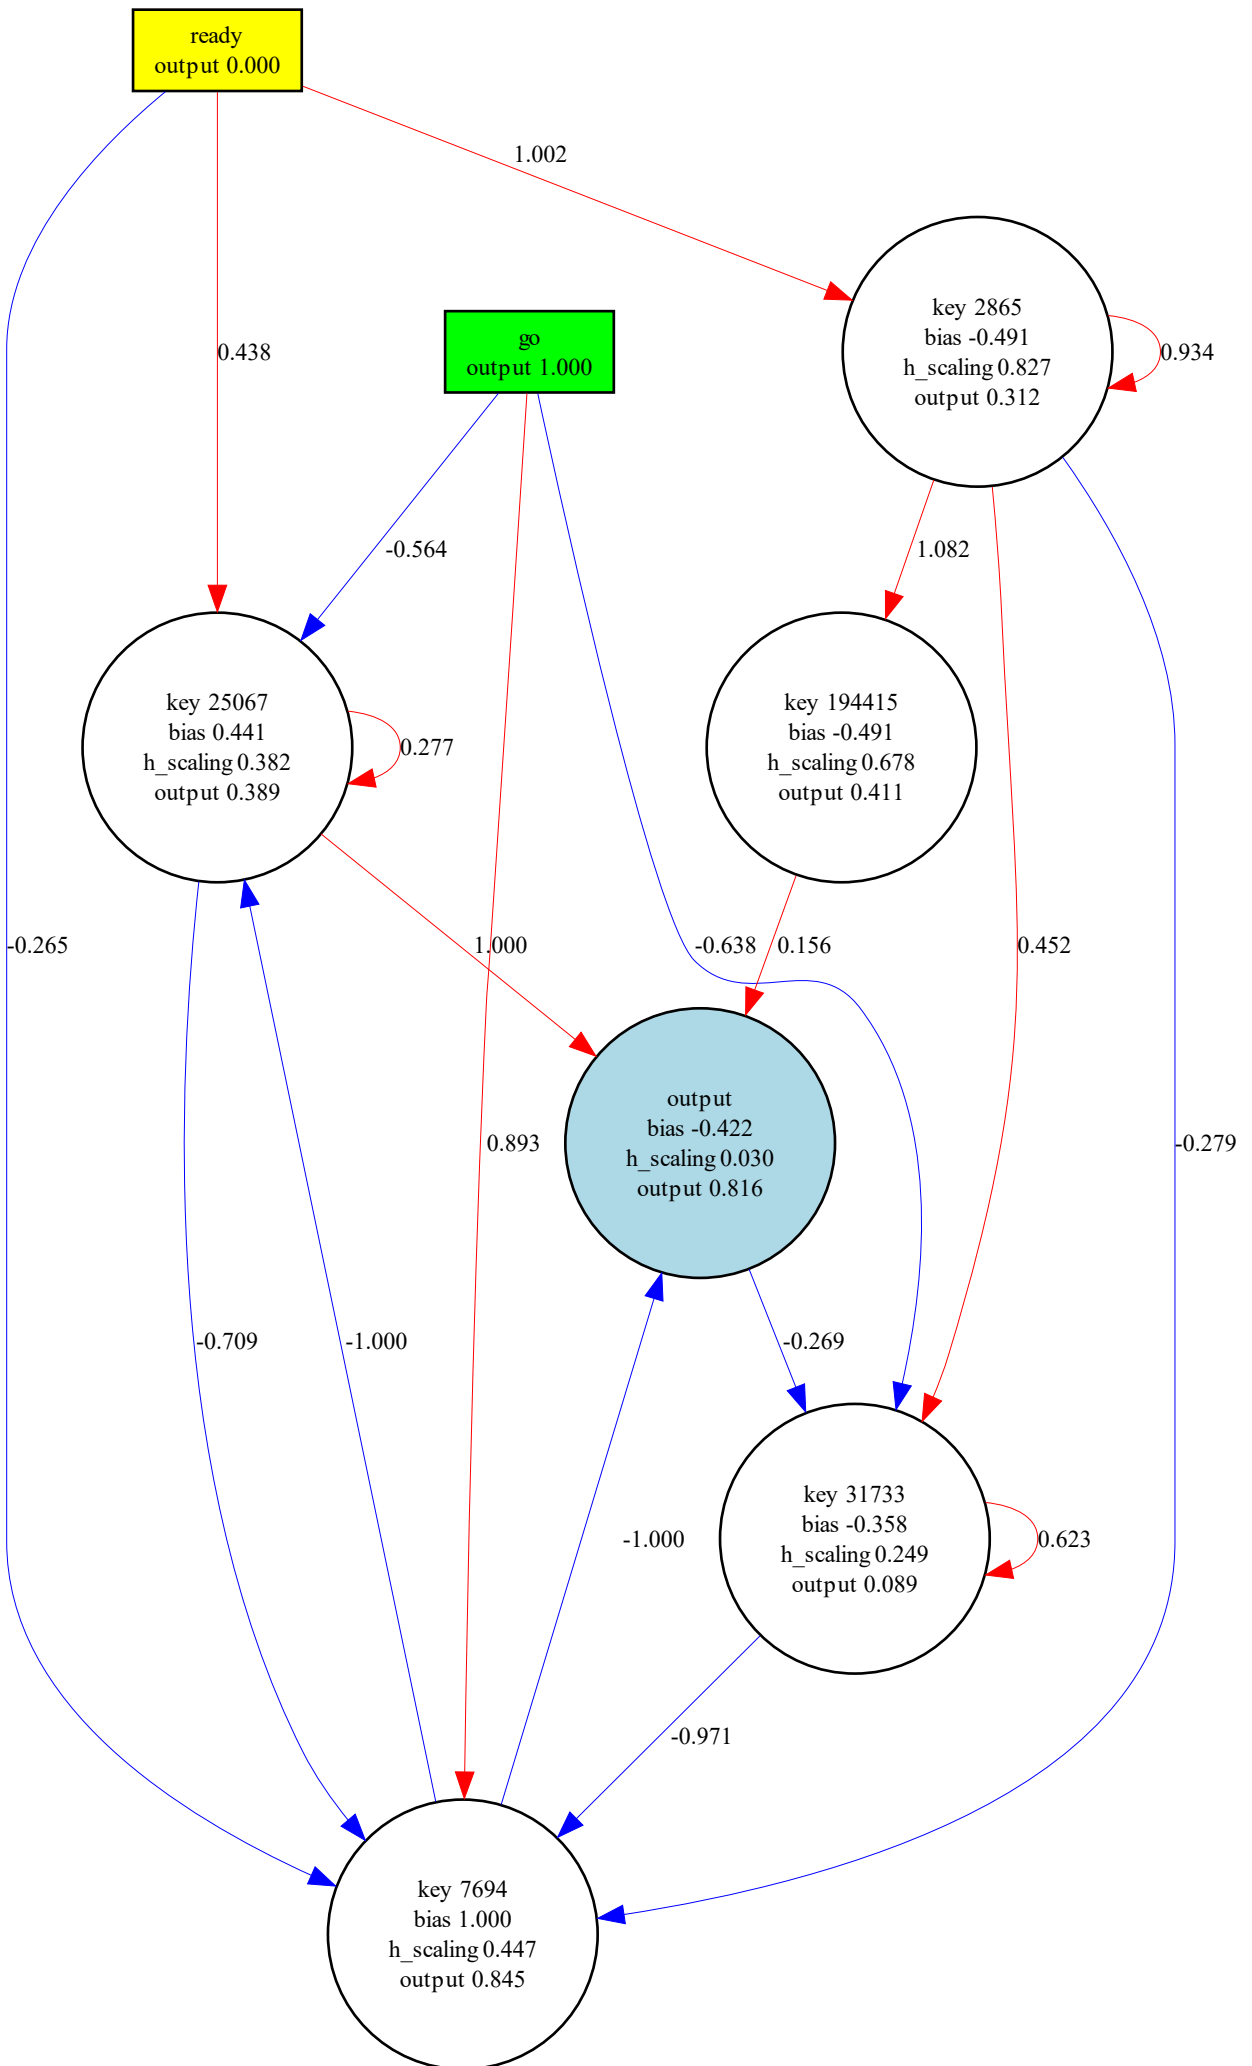 ready
output 0.000
1.002
key 2865
bias -0.491
h_scaling 0.827
output 0.312
0.934
go
output 1.000
0.438
-0.564
1.082
key 25067
bias 0.441
h_scaling 0.382
output 0.389
0.277
key 194415
bias -0.491
h_scaling 0.678
output 0.411
-0.265
1.000
-0.638
0.156
0.452
output
bias -0.422
h_scaling 0.030
output 0.816
0.893
-0.279
-0.709
-1.000
-0.269
key 31733
bias -0.358
h_scaling 0.249
output 0.089
-1.000
0.623
-0.971
key 7694
bias 1.000
h_scaling 0.447
output 0.845